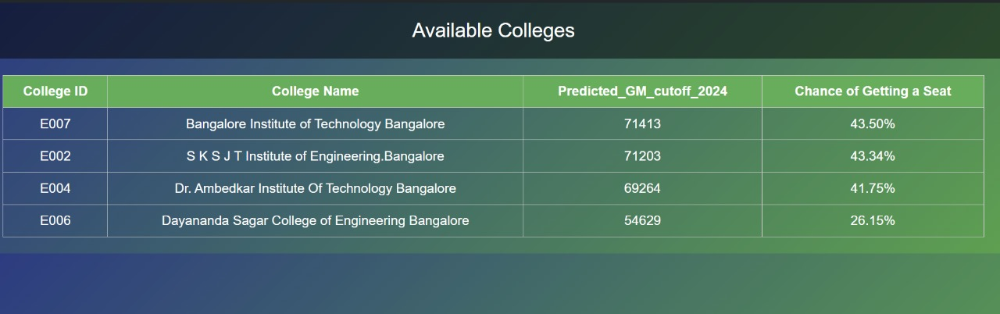 Available Colleges
College ID College Name Predicted_GM_cutoff_2024 Chance of Getting a Seat
E007 Bangalore Institute of Technology Bangalore 71413 43.50%
E002 S K S J T Institute of Engineering.Bangalore 71203 43.34%
E004 Dr. Ambedkar Institute Of Technology Bangalore 69264 41.75%
E006 Dayananda Sagar College of Engineering Bangalore 54629 26.15%